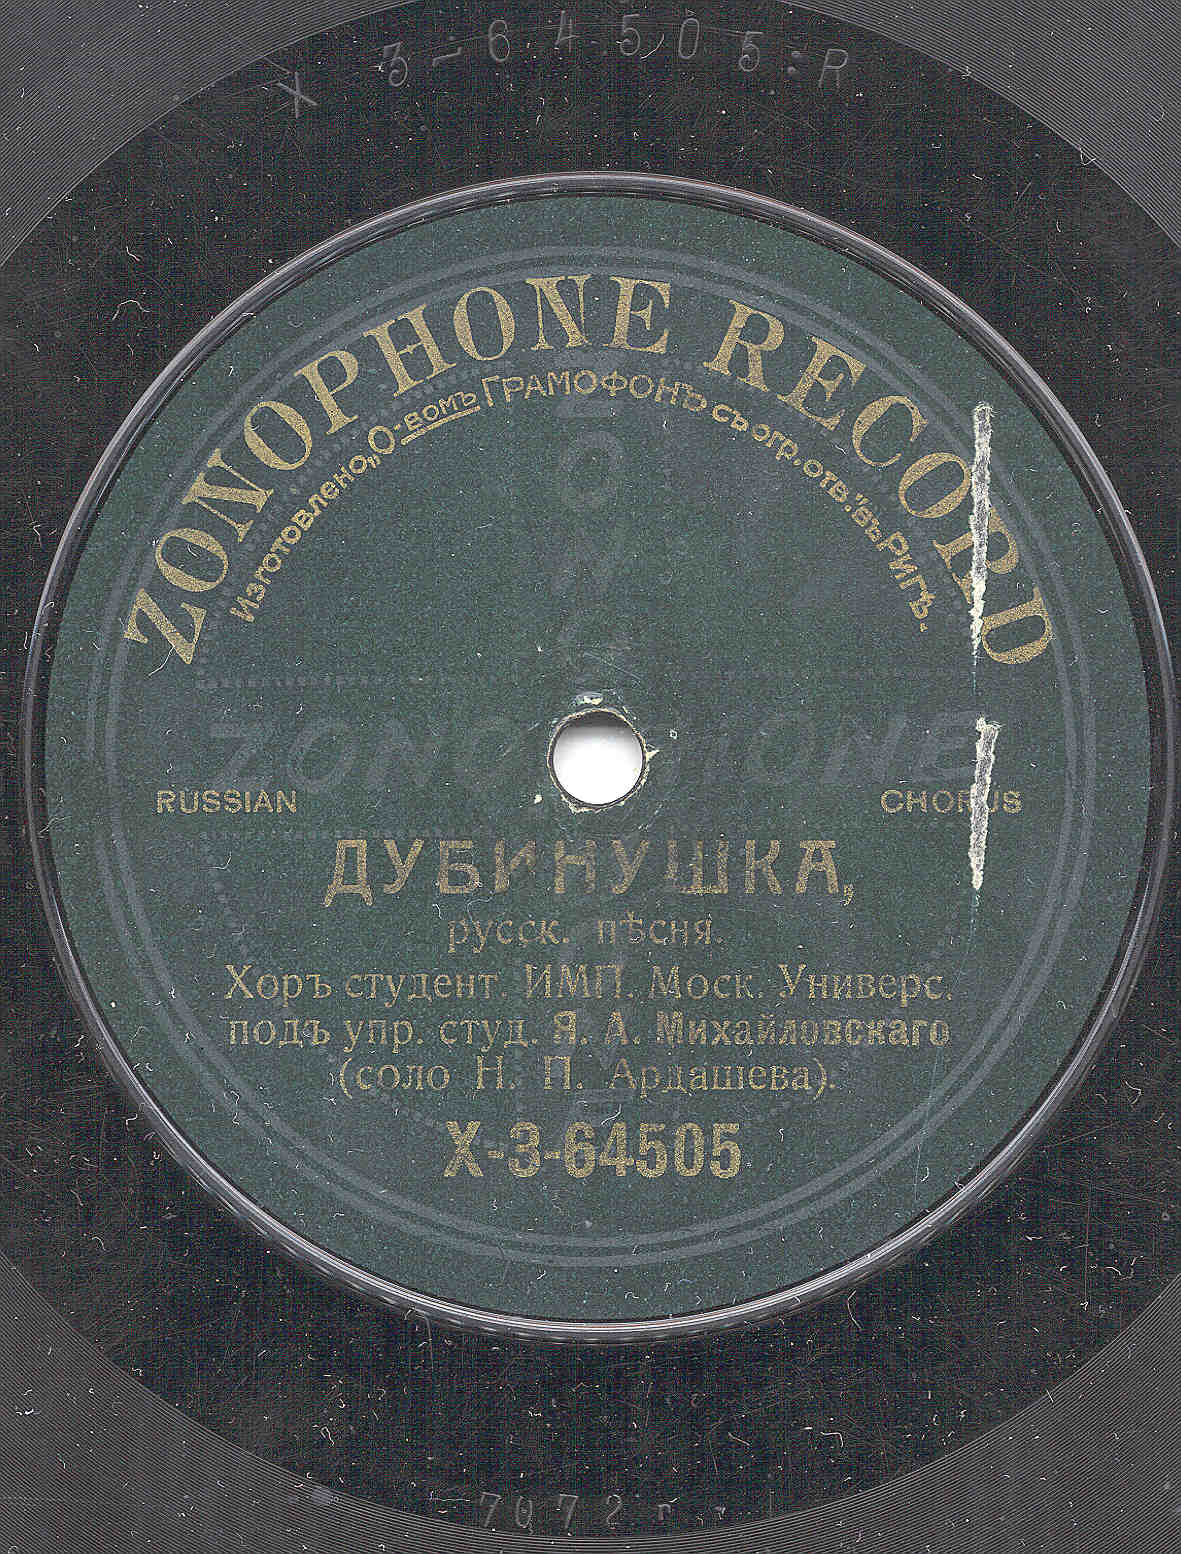 X 3-64505:R
ZONOPHONE RECORD
Изготовлено „О-вомъ Грамофонъ съ огр. отв.“ въ Ригѣ.
ZONOPHONE
RUSSIAN CHORUS
ДУБИНУШКА,
русск. пѣсня.
Хоръ студент. ИМП. Моск. Универс.
подъ упр. студ. Я. А. Михайловскаго
(соло Н. П. Ардашева).
X-3-64505
7072 r